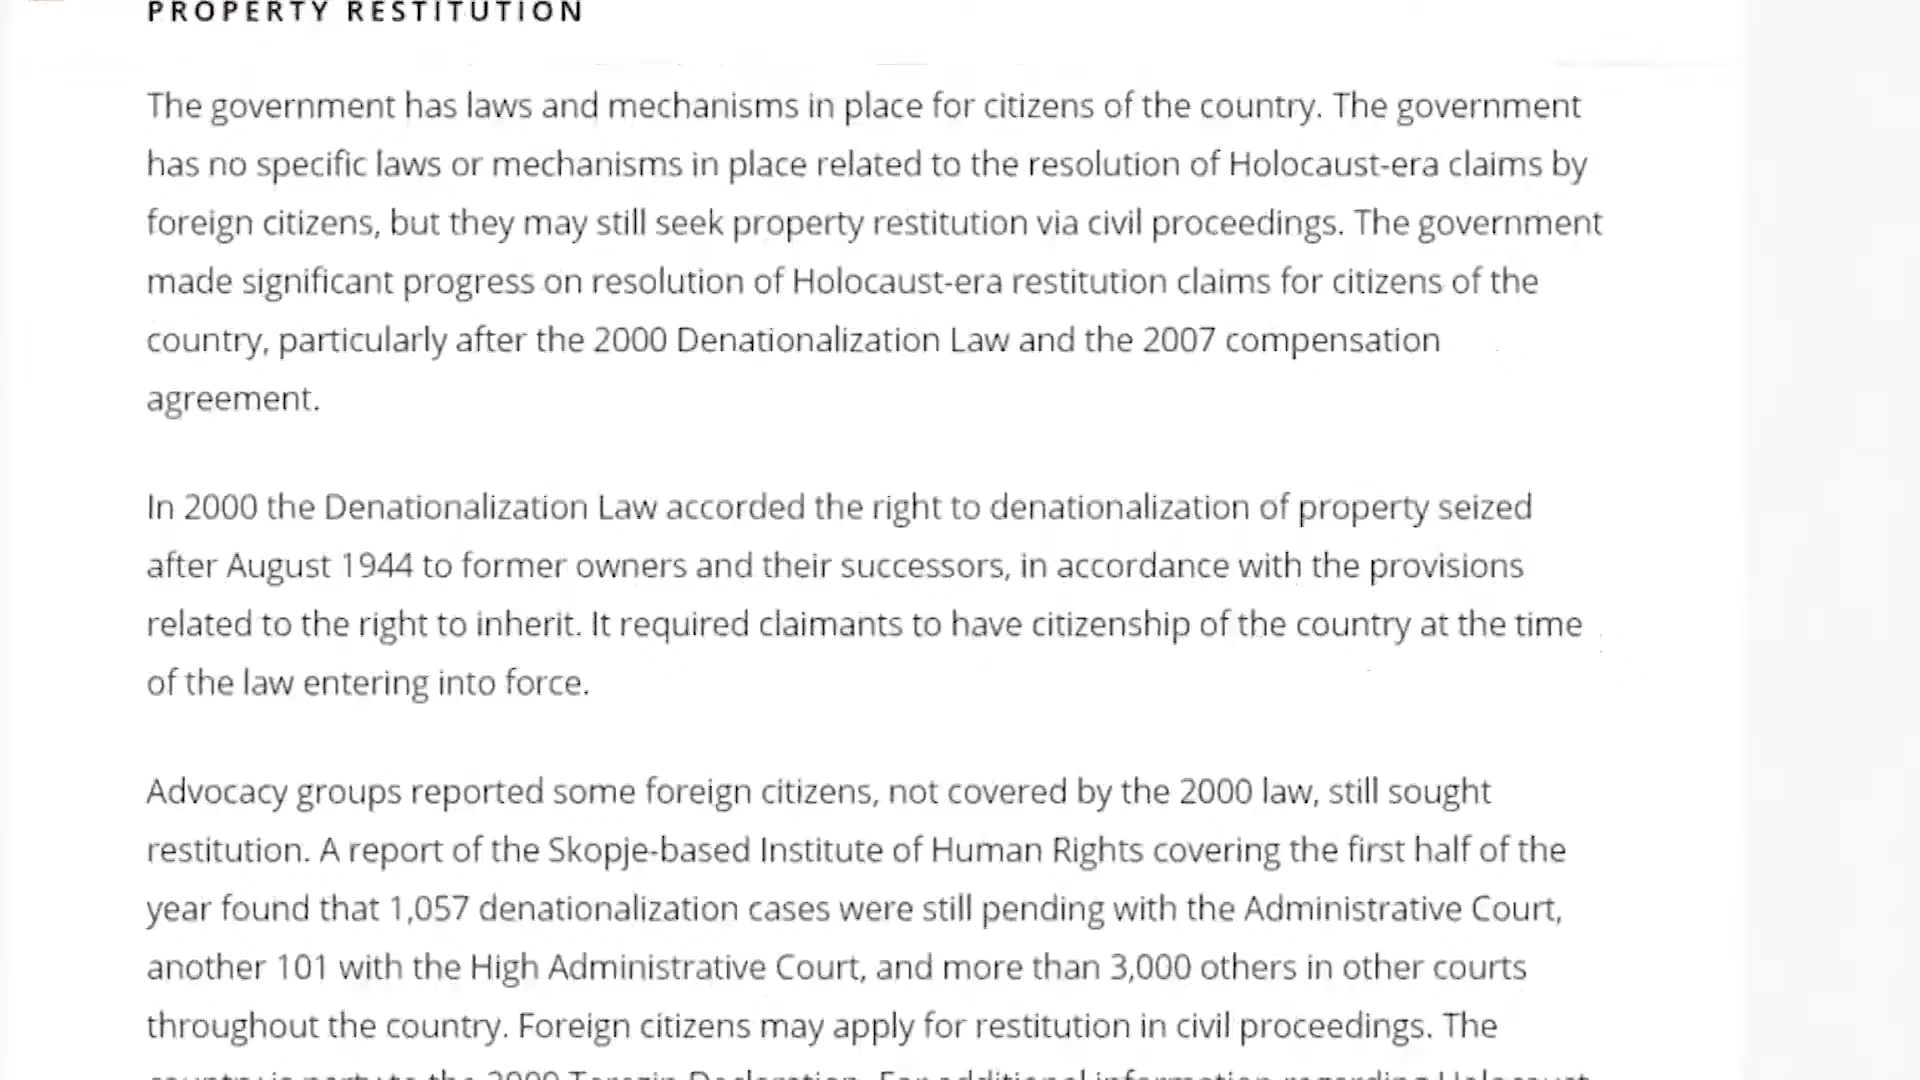 PROPERTY RESTITUTION
The government has laws and mechanisms in place for citizens of the country. The government
has no specific laws or mechanisms in place related to the resolution of Holocaust-era claims by
foreign citizens, but they may still seek property restitution via civil proceedings. The government
made significant progress on resolution of Holocaust-era restitution claims for citizens of the
country, particularly after the 2000 Denationalization Law and the 2007 compensation
agreement.
In 2000 the Denationalization Law accorded the right to denationalization of property seized
after August 1944 to former owners and their successors, in accordance with the provisions
related to the right to inherit. It required claimants to have citizenship of the country at the time
of the law entering into force.
Advocacy groups reported some foreign citizens, not covered by the 2000 law, still sought
restitution. A report of the Skopje-based Institute of Human Rights covering the first half of the
year found that 1,057 denationalization cases were still pending with the Administrative Court,
another 101 with the High Administrative Court, and more than 3,000 others in other courts
throughout the country. Foreign citizens may apply for restitution in civil proceedings. The